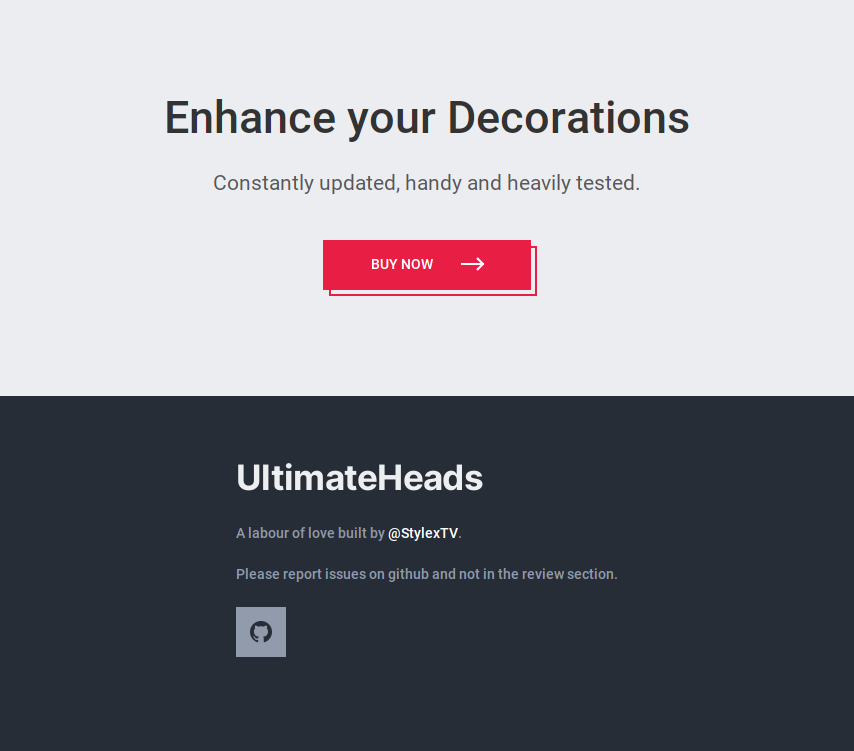 Enhance your Decorations
Constantly updated, handy and heavily tested.
BUY NOW
UltimateHeads
A labour of love built by @StylexTV.
Please report issues on github and not in the review section.